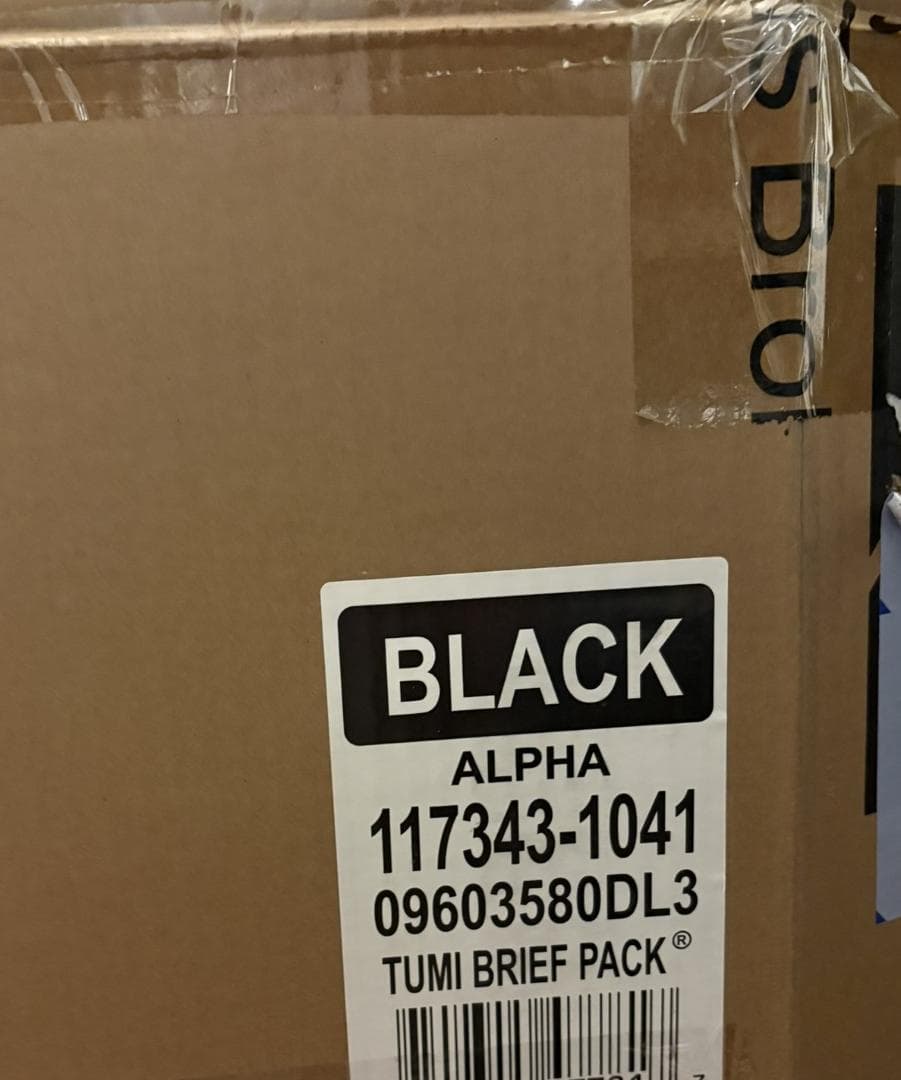 BLACK
ALPHA
117343-1041
09603580DL3
TUMI BRIEF PACK®